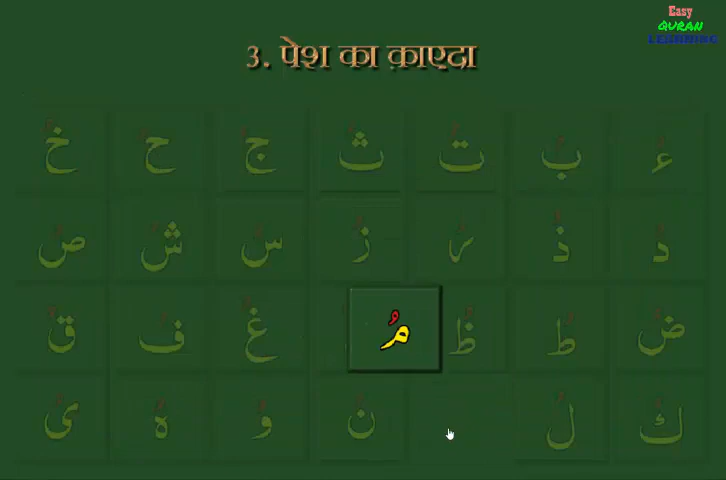 Easy
QURAN
LEARNING
3. पेश का क़ाएदा
ءُ بُ تُ ثُ جُ حُ خُ
دُ ذُ رُ زُ سُ شُ صُ
ضُ طُ ظُ مُ غُ فُ قُ
كُ لُ نُ وُ هُ ىُ